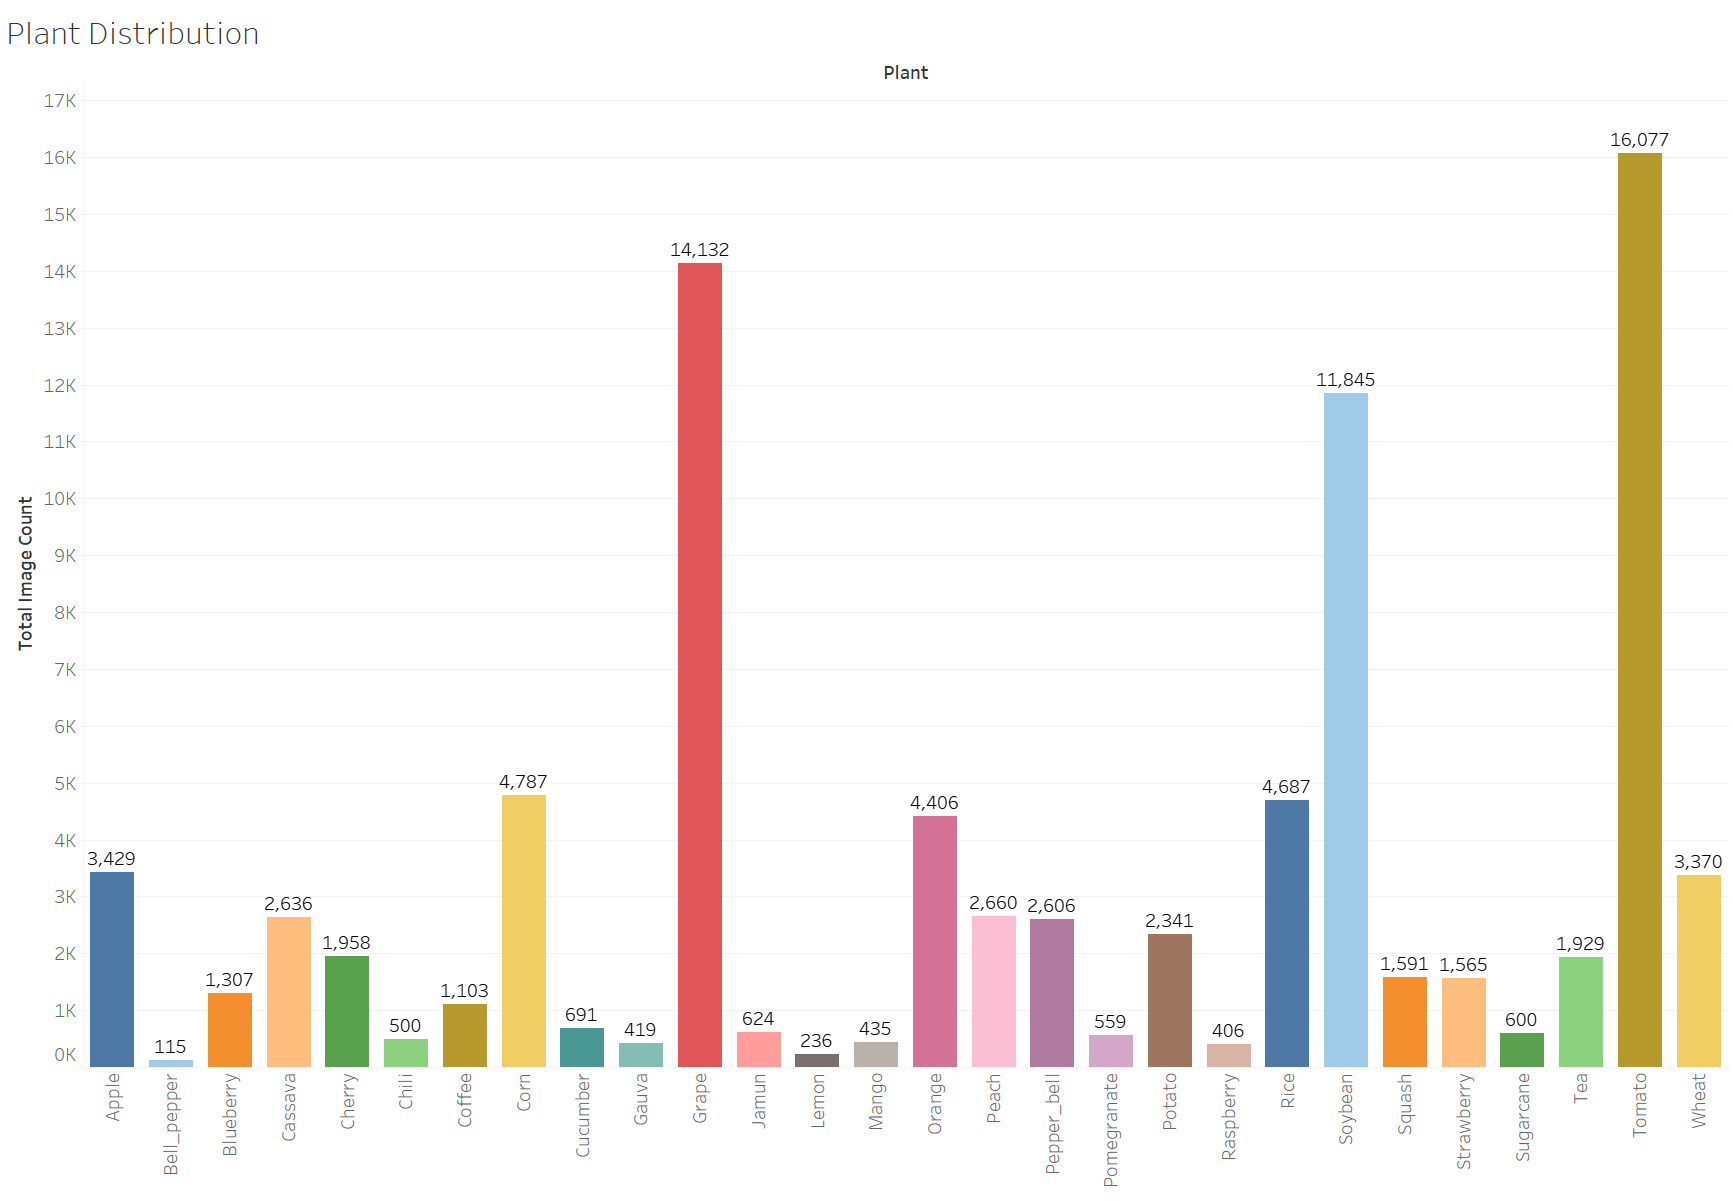 Plant Distribution
Plant
Total Image Count
17K
16K
15K
14K
13K
12K
11K
10K
9K
8K
7K
6K
5K
4K
3K
2K
1K
0K
3,429
115
1,307
2,636
1,958
500
1,103
4,787
691
419
14,132
624
236
435
4,406
2,660
2,606
559
2,341
406
4,687
11,845
1,591
1,565
600
1,929
16,077
3,370
Apple
Bell_pepper
Blueberry
Cassava
Cherry
Chili
Coffee
Corn
Cucumber
Gauva
Grape
Jamun
Lemon
Mango
Orange
Peach
Pepper_bell
Pomegranate
Potato
Raspberry
Rice
Soybean
Squash
Strawberry
Sugarcane
Tea
Tomato
Wheat